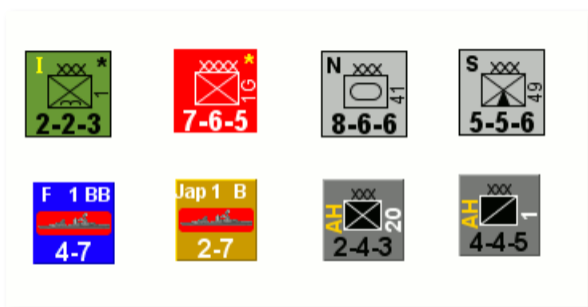 I XXX *
1
2-2-3
XXXX *
1G
7-6-5
N XXX
41
8-6-6
S XXX
49
5-5-6
F 1 BB
4-7
Jap 1 B
2-7
XXX
AH 20
2-4-3
XXX
AH 1
4-4-5